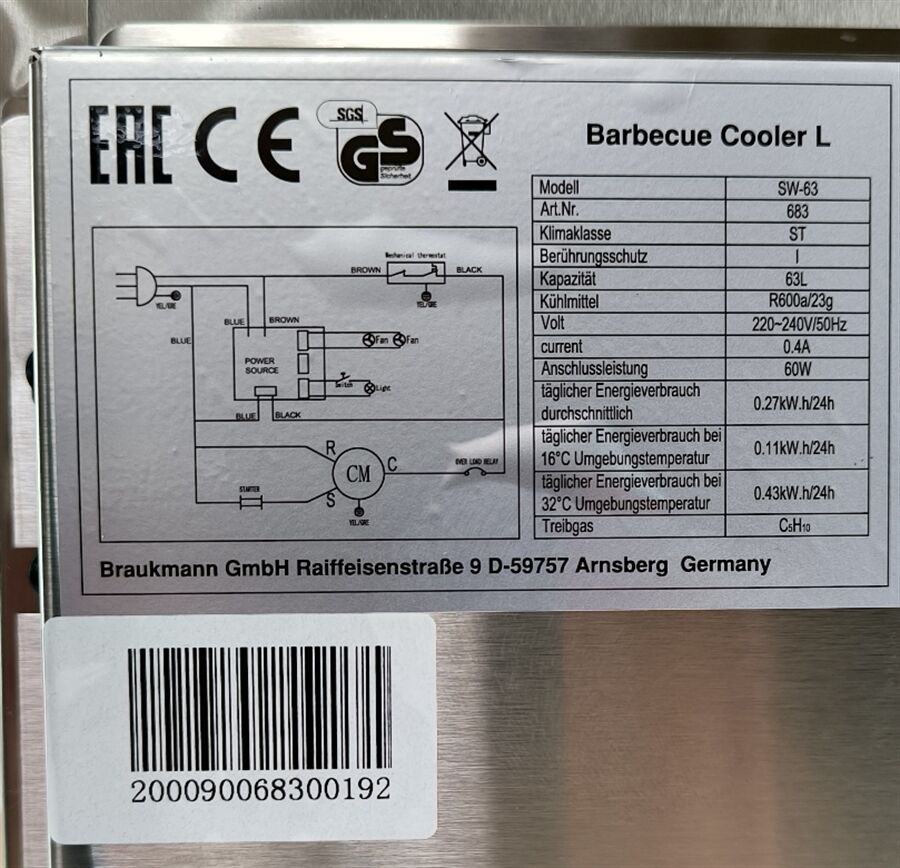 EAC CE SGS GS geprüfte Sicherheit
Barbecue Cooler L
Modell SW-63
Art.Nr. 683
Klimaklasse ST
Berührungsschutz I
Kapazität 63L
Kühlmittel R600a/23g
Volt 220~240V/50Hz
current 0.4A
Anschlussleistung 60W
täglicher Energieverbrauch
durchschnittlich 0.27kW.h/24h
täglicher Energieverbrauch bei
16°C Umgebungstemperatur 0.11kW.h/24h
täglicher Energieverbrauch bei
32°C Umgebungstemperatur 0.43kW.h/24h
Treibgas C₅H₁₀
Mechanical thermostat
BROWN BLACK
YEL/GRE YEL/GRE
BLUE BROWN
BLUE
Fan Fan
POWER
SOURCE
Switch Light
BLUE BLACK
R
CM C OVER LOAD RELAY
S
STARTER
YEL/GRE
Braukmann GmbH Raiffeisenstraße 9 D-59757 Arnsberg Germany
200090068300192